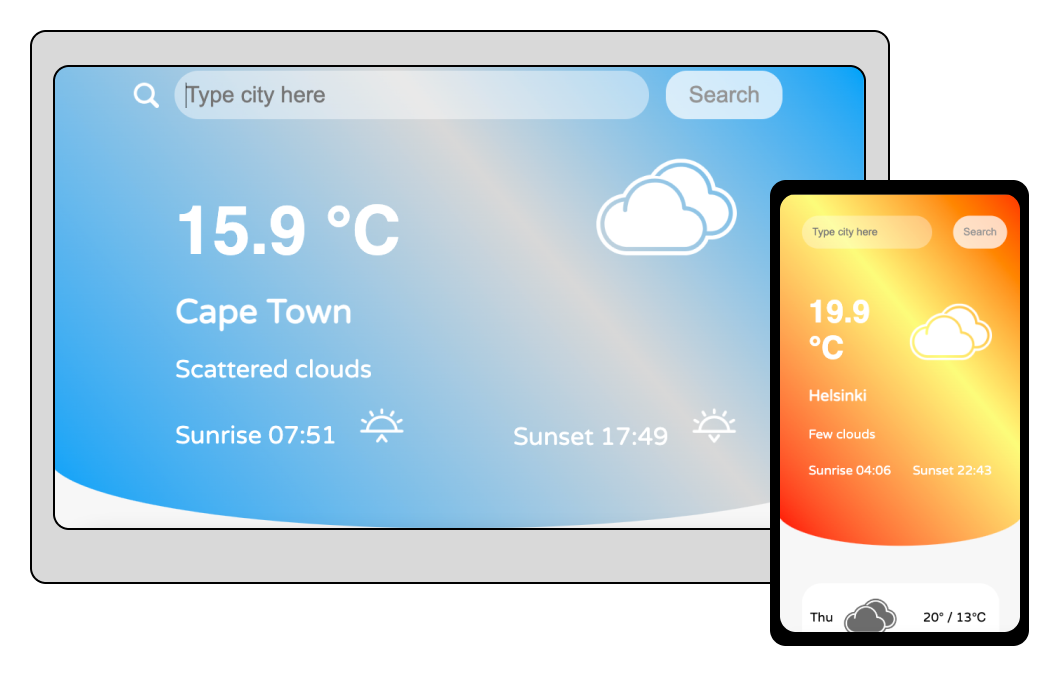 Type city here
Search
15.9 °C
Cape Town
Scattered clouds
Sunrise 07:51
Sunset 17:49
Type city here
Search
19.9
°C
Helsinki
Few clouds
Sunrise 04:06
Sunset 22:43
Thu
20° / 13°C